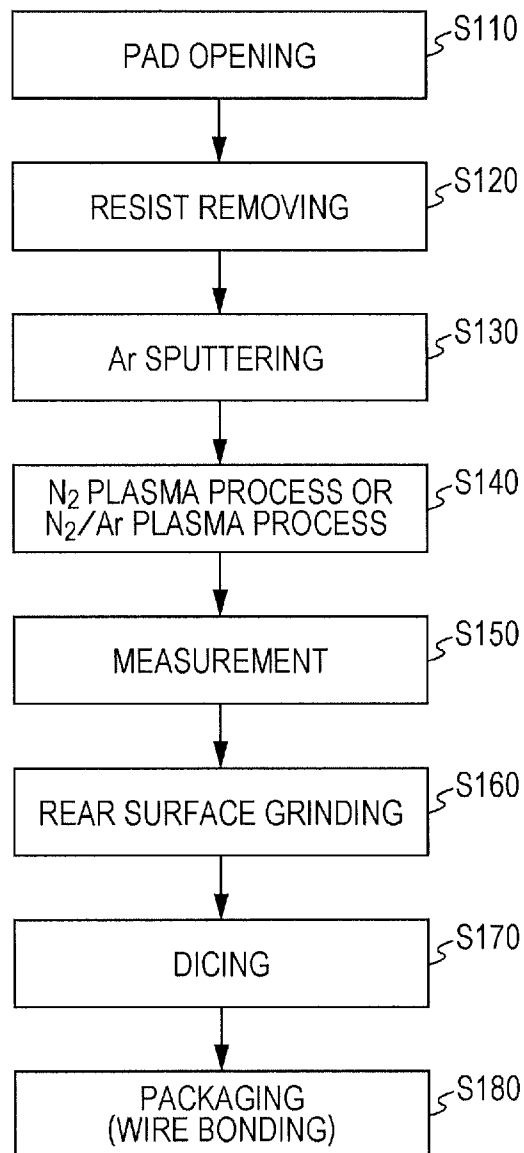 PAD OPENING
S110
RESIST REMOVING
S120
Ar SPUTTERING
S130
N2 PLASMA PROCESS OR
N2/Ar PLASMA PROCESS
S140
MEASUREMENT
S150
REAR SURFACE GRINDING
S160
DICING
S170
PACKAGING
(WIRE BONDING)
S180